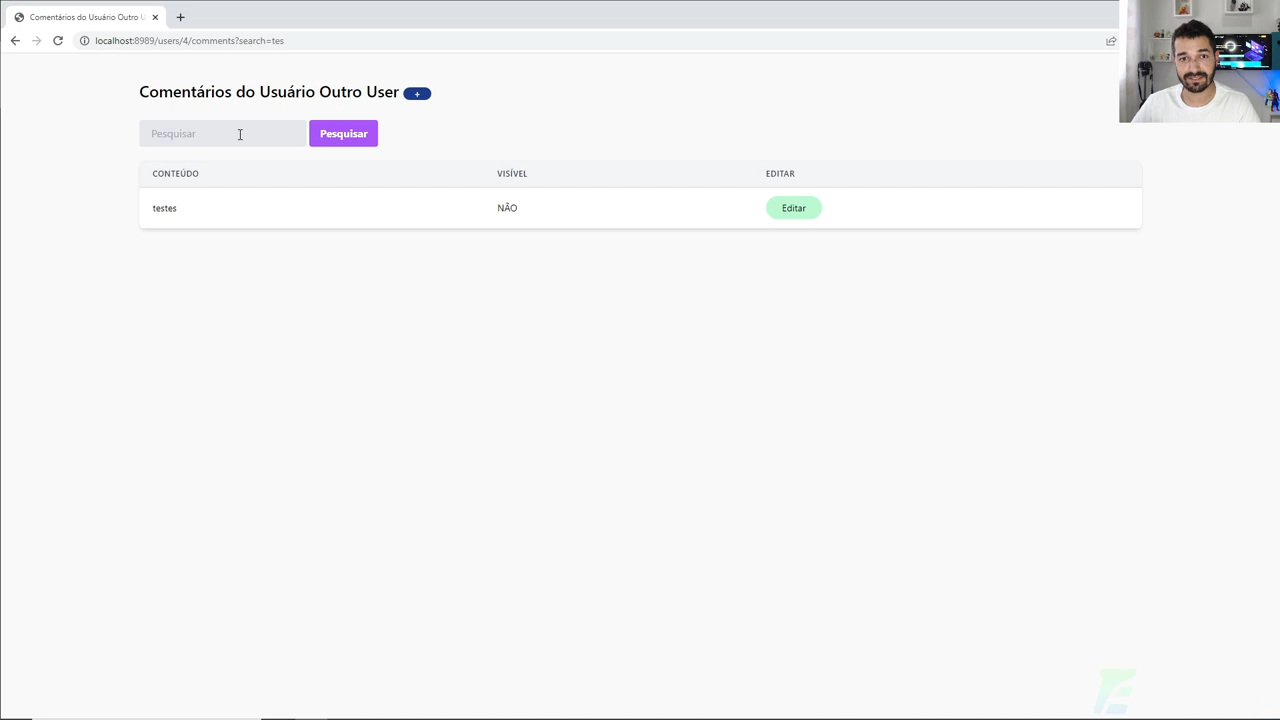 Comentários do Usuário Outro U
localhost:8989/users/4/comments?search=tes
Comentários do Usuário Outro User +
Pesquisar Pesquisar
CONTEÚDO VISÍVEL EDITAR
testes NÃO Editar